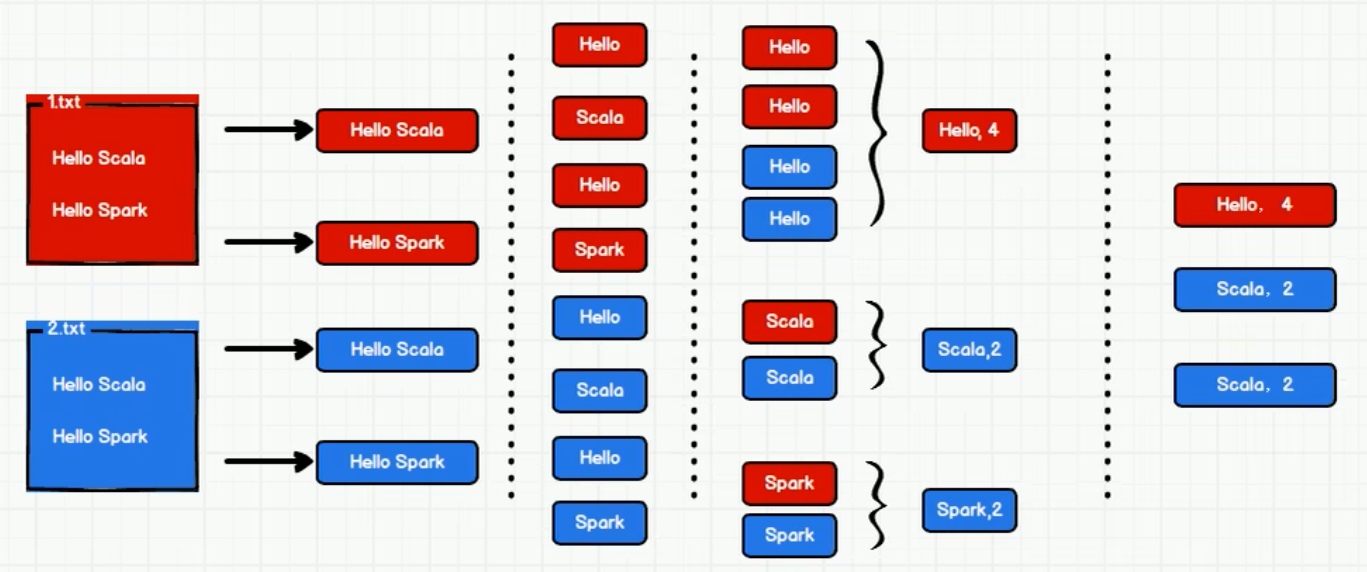 1.txt
Hello Scala
Hello Spark
2.txt
Hello Scala
Hello Spark
Hello Scala
Hello Spark
Hello Scala
Hello Spark
Hello
Scala
Hello
Spark
Hello
Scala
Hello
Spark
Hello
Hello
Hello
Hello
Scala
Scala
Spark
Spark
Hello, 4
Scala,2
Spark,2
Hello， 4
Scala， 2
Scala， 2